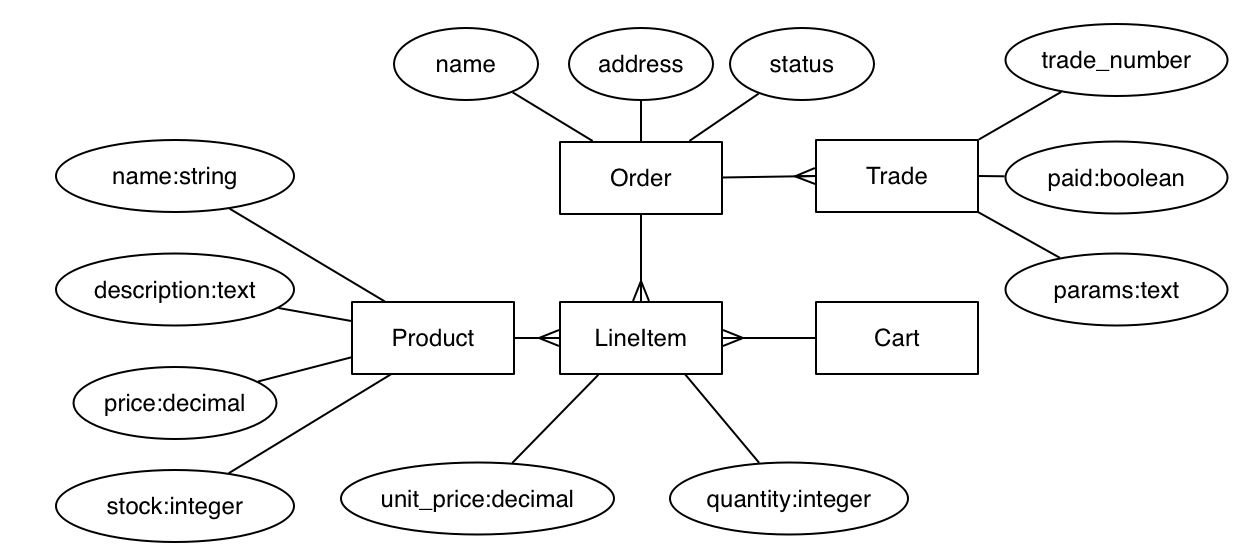 name
address
status
trade_number
name:string
Order
Trade
paid:boolean
description:text
params:text
Product
LineItem
Cart
price:decimal
stock:integer
unit_price:decimal
quantity:integer